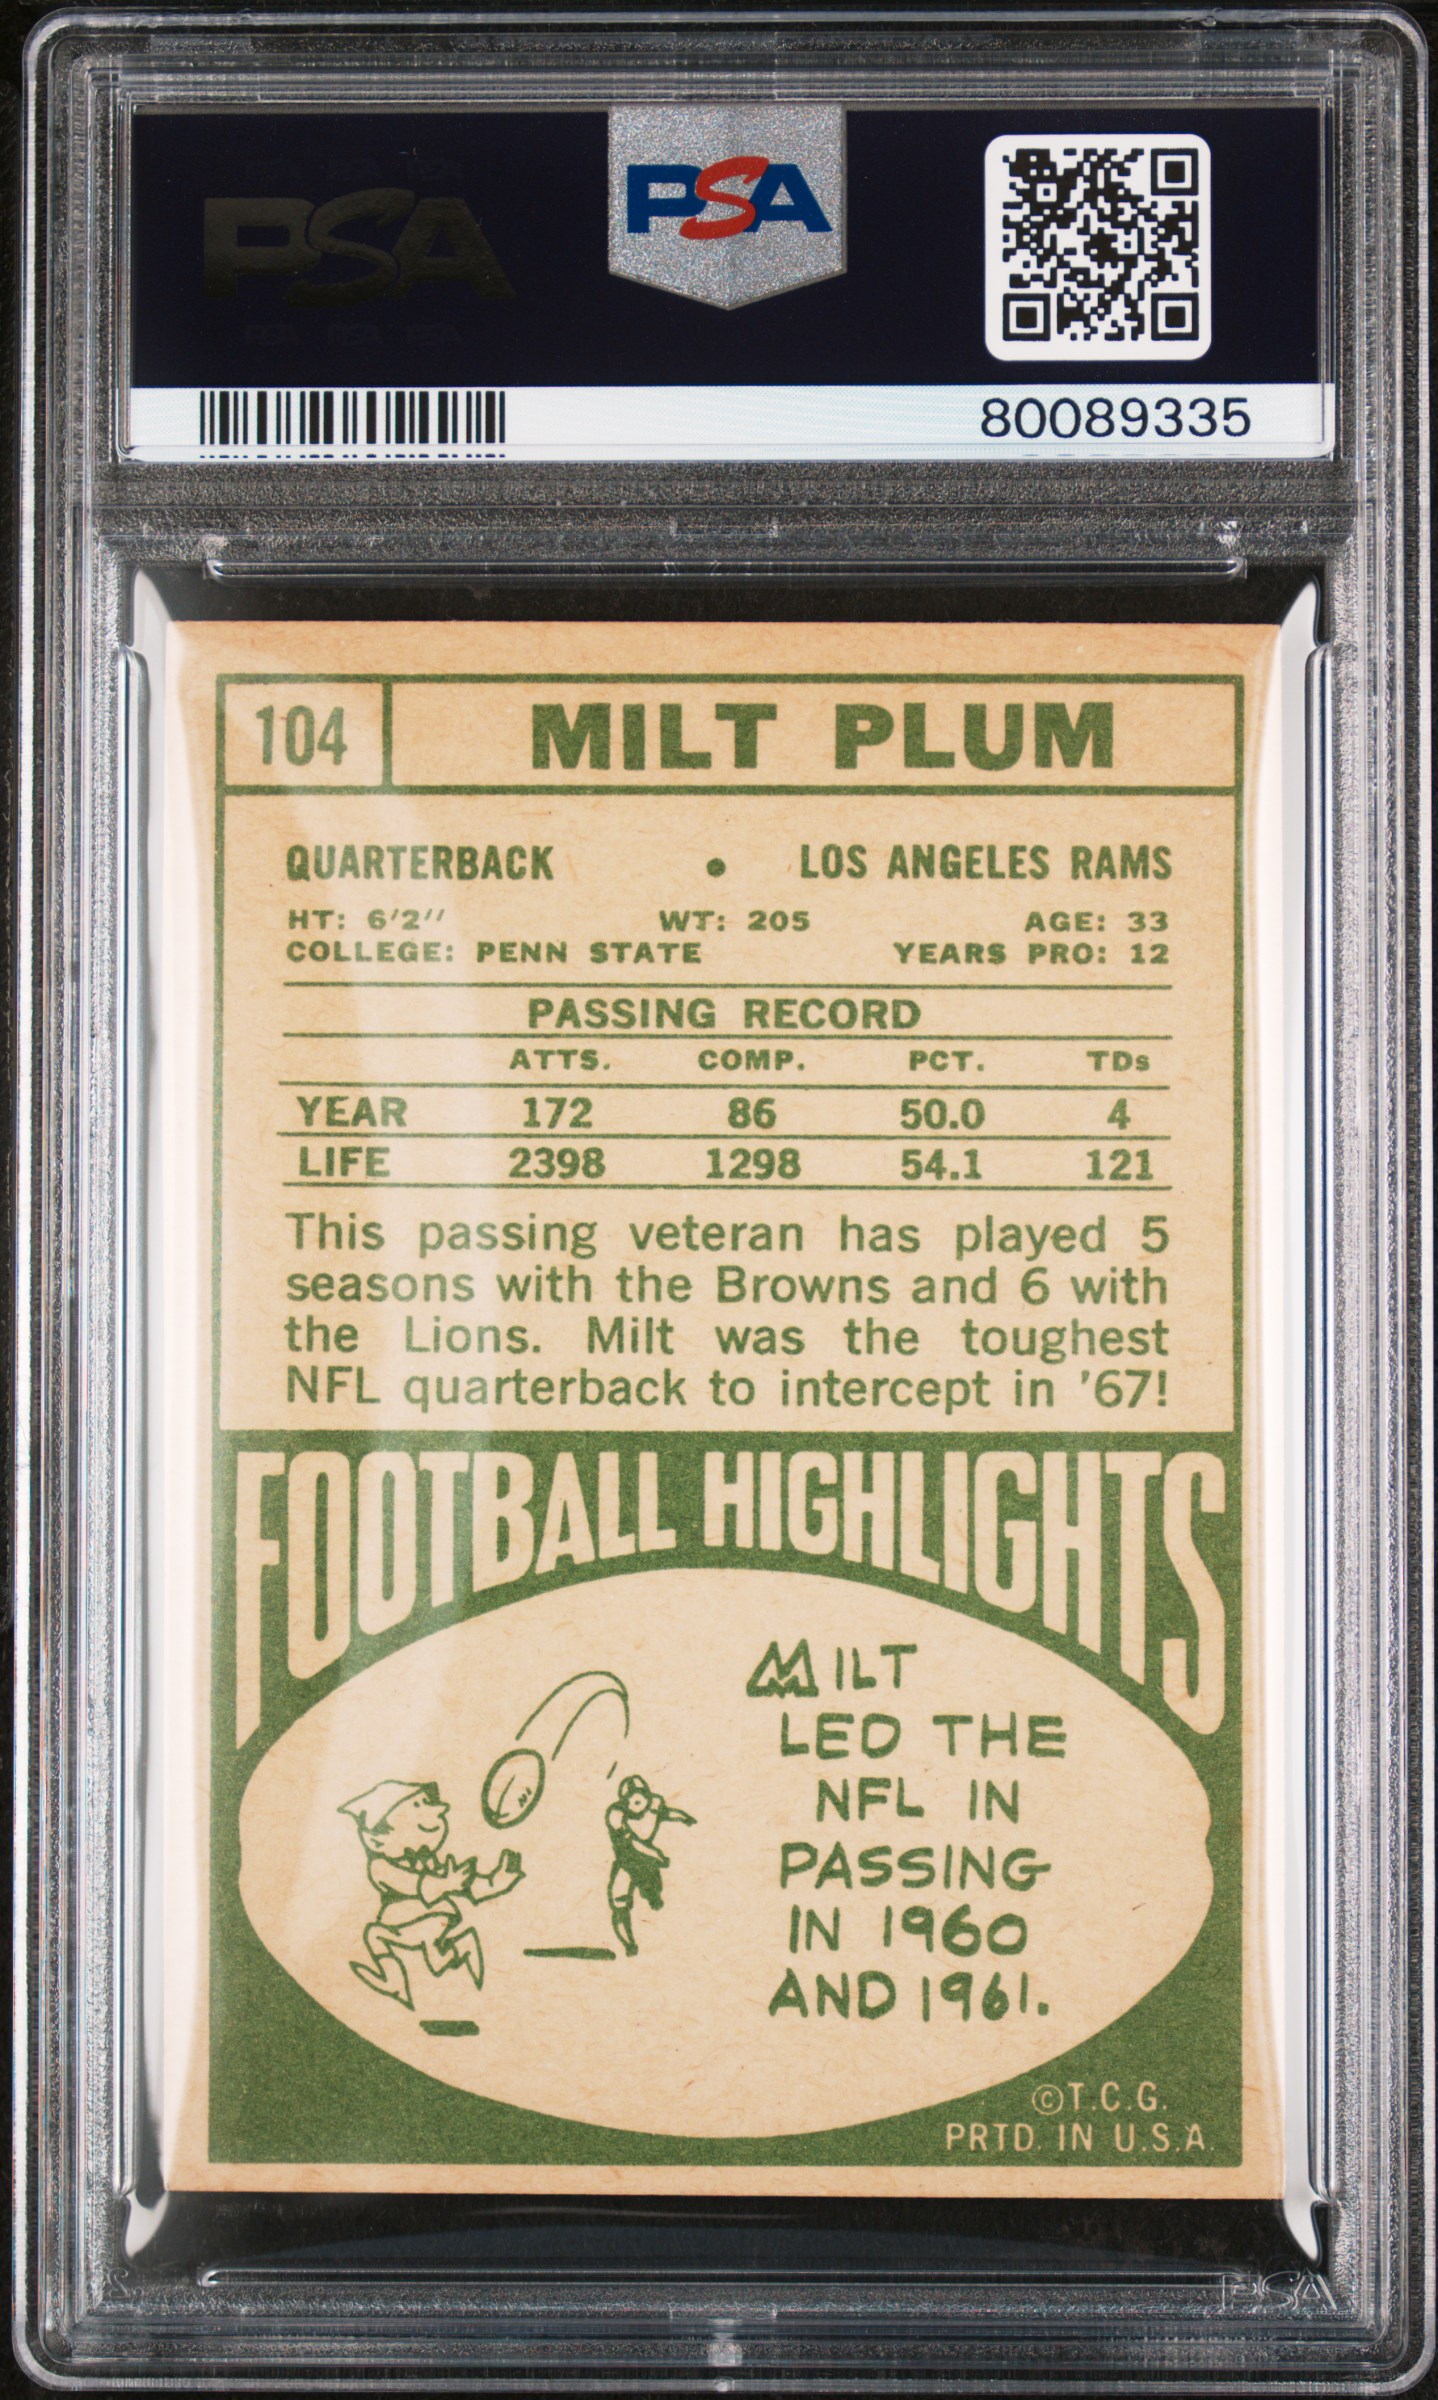 PSA
PSA
80089335
104
MILT PLUM
QUARTERBACK • LOS ANGELES RAMS
HT: 6'2" WT: 205 AGE: 33
COLLEGE: PENN STATE YEARS PRO: 12
PASSING RECORD
ATTS. COMP. PCT. TDs
YEAR 172 86 50.0 4
LIFE 2398 1298 54.1 121
This passing veteran has played 5
seasons with the Browns and 6 with
the Lions. Milt was the toughest
NFL quarterback to intercept in '67!
FOOTBALL HIGHLIGHTS
MILT
LED THE
NFL IN
PASSING
IN 1960
AND 1961.
©T.C.G.
PRTD. IN U.S.A.
PSA